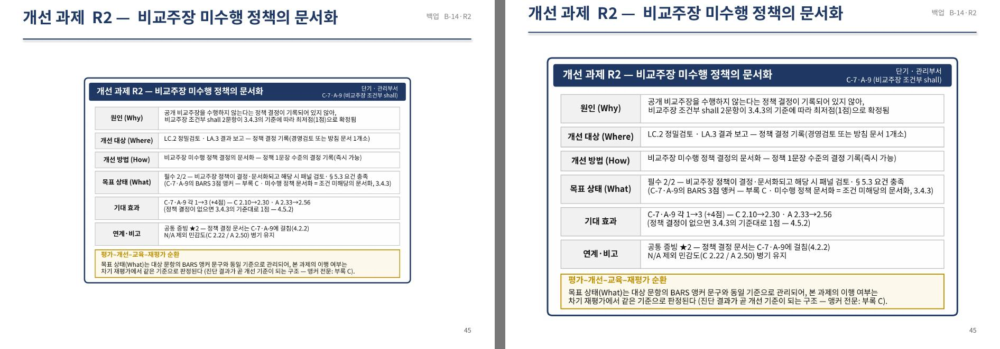 개선 과제 R2 — 비교주장 미수행 정책의 문서화
백업 B-14·R2
개선 과제 R2 — 비교주장 미수행 정책의 문서화
단기 · 관리부서
C-7·A-9 (비교주장 조건부 shall)
원인 (Why)
공개 비교주장을 수행하지 않는다는 정책 결정이 기록되어 있지 않아,
비교주장 조건부 shall 2문항이 3.4.3의 기준에 따라 최저점(1점)으로 확정됨
개선 대상 (Where)
LC.2 정밀검토 · LA.3 결과 보고 — 정책 결정 기록(경영검토 또는 방침 문서 1개소)
개선 방법 (How)
비교주장 미수행 정책 결정의 문서화 — 정책 1문장 수준의 결정 기록(즉시 가능)
목표 상태 (What)
필수 2/2 — 비교주장 정책이 결정·문서화되고 해당 시 패널 검토·§5.3 요건 충족
(C-7·A-9의 BARS 3점 앵커 — 부록 C · 미수행 정책 문서화 = 조건 미해당의 문서화, 3.4.3)
기대 효과
C-7·A-9 각 1→3 (+4점) — C 2.10→2.30 · A 2.33→2.56
(정책 결정이 없으면 3.4.3의 기준대로 1점 — 4.5.2)
연계·비고
공통 증빙 ★2 — 정책 결정 문서는 C-7·A-9에 걸침(4.2.2)
N/A 제외 민감도(C 2.22 / A 2.50) 병기 유지
평가–개선–교육–재평가 순환
목표 상태(What)는 대상 문항의 BARS 앵커 문구와 동일 기준으로 관리되어, 본 과제의 이행 여부는
차기 재평가에서 같은 기준으로 판정된다 (진단 결과가 곧 개선 기준이 되는 구조 — 앵커 전문: 부록 C).
45
개선 과제 R2 — 비교주장 미수행 정책의 문서화
백업 B-14·R2
개선 과제 R2 — 비교주장 미수행 정책의 문서화
단기 · 관리부서
C-7·A-9 (비교주장 조건부 shall)
원인 (Why)
공개 비교주장을 수행하지 않는다는 정책 결정이 기록되어 있지 않아,
비교주장 조건부 shall 2문항이 3.4.3의 기준에 따라 최저점(1점)으로 확정됨
개선 대상 (Where)
LC.2 정밀검토 · LA.3 결과 보고 — 정책 결정 기록(경영검토 또는 방침 문서 1개소)
개선 방법 (How)
비교주장 미수행 정책 결정의 문서화 — 정책 1문장 수준의 결정 기록(즉시 가능)
목표 상태 (What)
필수 2/2 — 비교주장 정책이 결정·문서화되고 해당 시 패널 검토·§5.3 요건 충족
(C-7·A-9의 BARS 3점 앵커 — 부록 C · 미수행 정책 문서화 = 조건 미해당의 문서화, 3.4.3)
기대 효과
C-7·A-9 각 1→3 (+4점) — C 2.10→2.30 · A 2.33→2.56
(정책 결정이 없으면 3.4.3의 기준대로 1점 — 4.5.2)
연계·비고
공통 증빙 ★2 — 정책 결정 문서는 C-7·A-9에 걸침(4.2.2)
N/A 제외 민감도(C 2.22 / A 2.50) 병기 유지
평가–개선–교육–재평가 순환
목표 상태(What)는 대상 문항의 BARS 앵커 문구와 동일 기준으로 관리되어, 본 과제의 이행 여부는
차기 재평가에서 같은 기준으로 판정된다 (진단 결과가 곧 개선 기준이 되는 구조 — 앵커 전문: 부록 C).
45